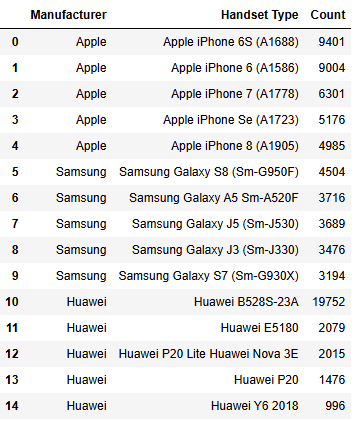 Manufacturer Handset Type Count
0 Apple Apple iPhone 6S (A1688) 9401
1 Apple Apple iPhone 6 (A1586) 9004
2 Apple Apple iPhone 7 (A1778) 6301
3 Apple Apple iPhone Se (A1723) 5176
4 Apple Apple iPhone 8 (A1905) 4985
5 Samsung Samsung Galaxy S8 (Sm-G950F) 4504
6 Samsung Samsung Galaxy A5 Sm-A520F 3716
7 Samsung Samsung Galaxy J5 (Sm-J530) 3689
8 Samsung Samsung Galaxy J3 (Sm-J330) 3476
9 Samsung Samsung Galaxy S7 (Sm-G930X) 3194
10 Huawei Huawei B528S-23A 19752
11 Huawei Huawei E5180 2079
12 Huawei Huawei P20 Lite Huawei Nova 3E 2015
13 Huawei Huawei P20 1476
14 Huawei Huawei Y6 2018 996